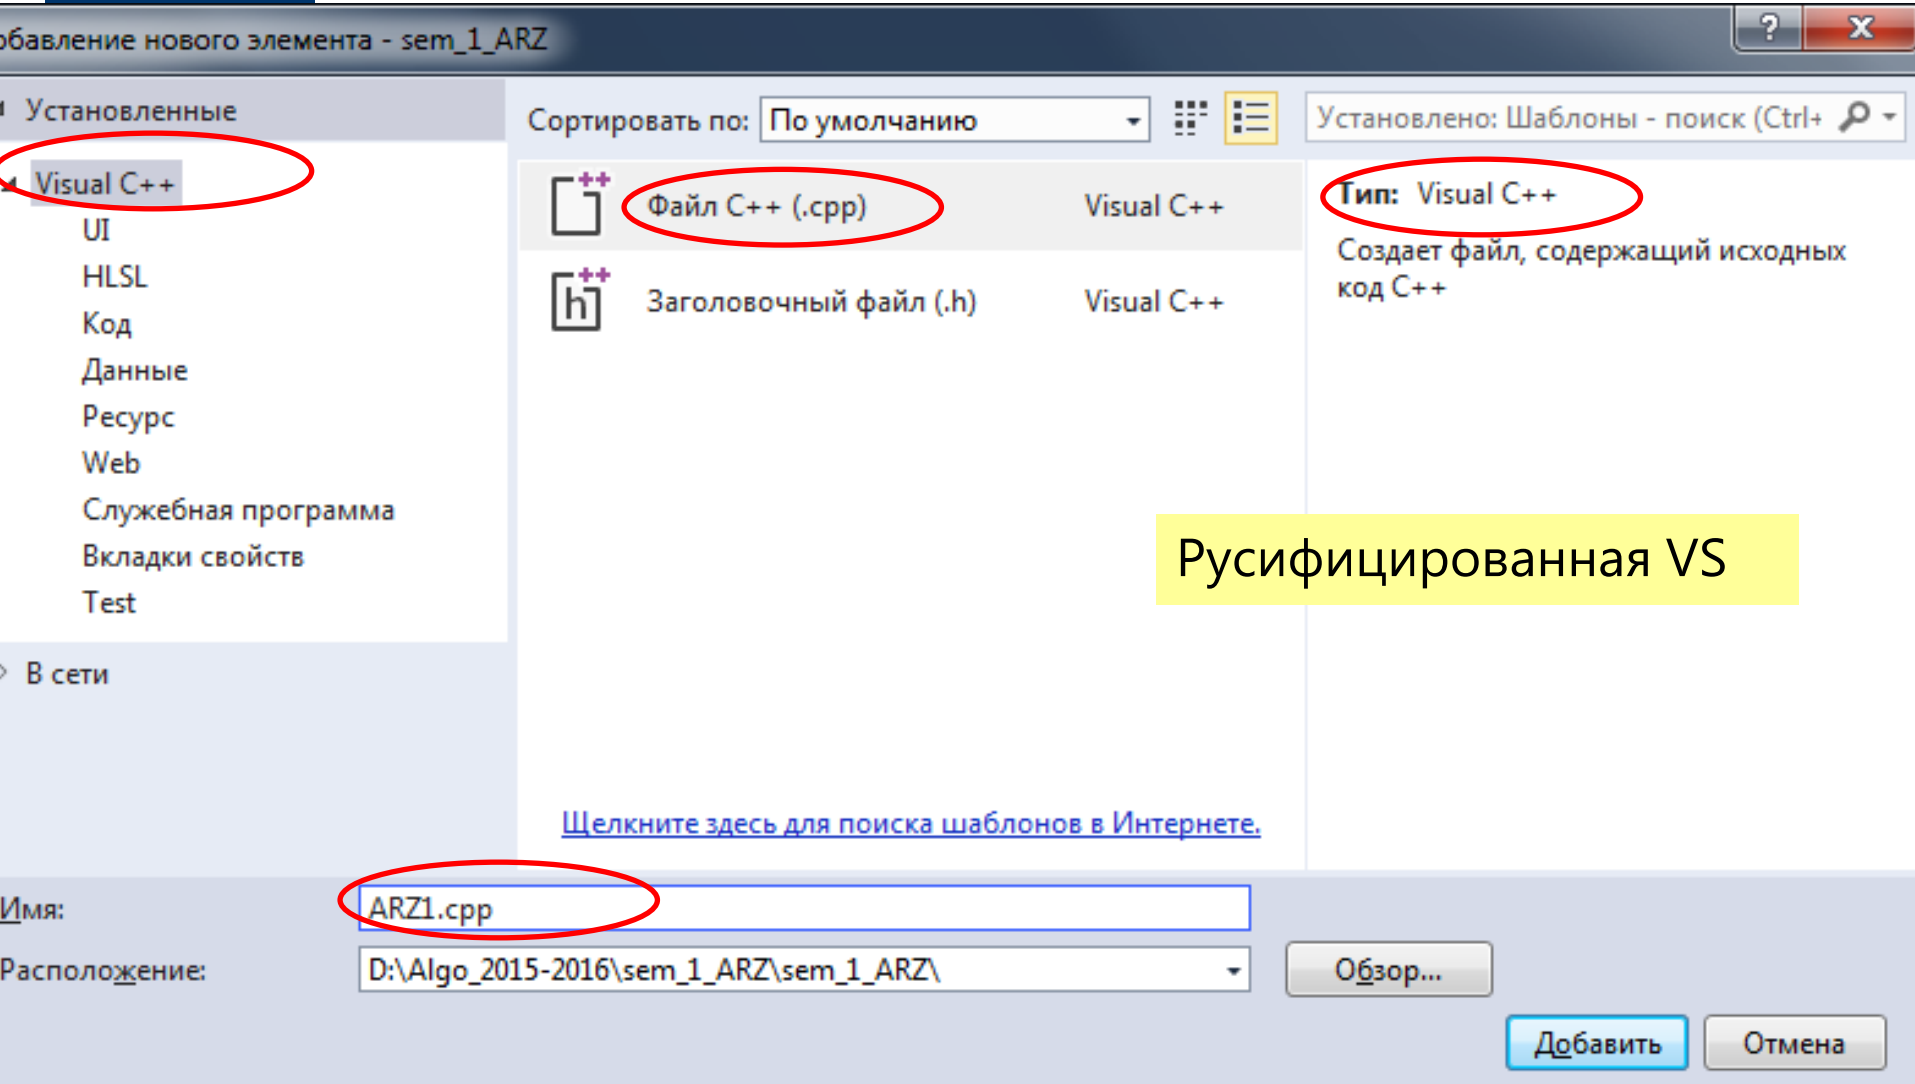 обавление нового элемента - sem_1_ARZ
?
Установленные
Visual C++
UI
HLSL
Код
Данные
Ресурс
Web
Служебная программа
Вкладки свойств
Test
В сети
Сортировать по: По умолчанию
Установлено: Шаблоны - поиск (Ctrl+
Файл C++ (.cpp) Visual C++
Заголовочный файл (.h) Visual C++
Тип: Visual C++
Создает файл, содержащий исходных
код C++
Русифицированная VS
Щелкните здесь для поиска шаблонов в Интернете.
Имя: ARZ1.cpp
Расположение: D:\Algo_2015-2016\sem_1_ARZ\sem_1_ARZ\
Обзор...
Добавить Отмена